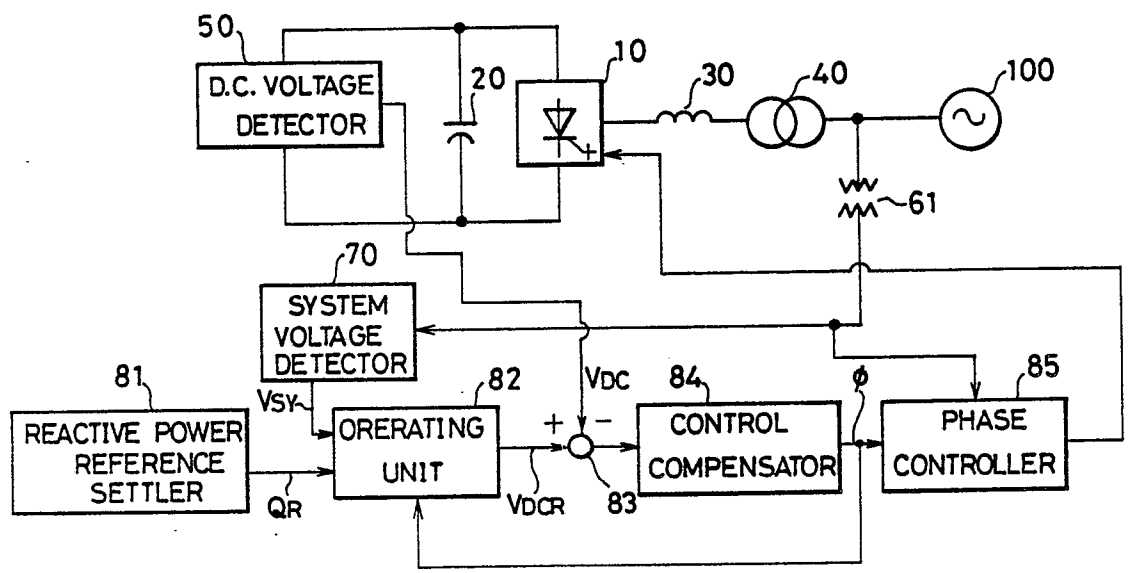 50
D.C. VOLTAGE
DETECTOR
20
10
30
40
100
61
70
SYSTEM
VOLTAGE
DETECTOR
81
REACTIVE POWER
REFERENCE
SETTLER
VSY
QR
82
ORERATING
UNIT
VDCR
+
−
VDC
83
84
CONTROL
COMPENSATOR
ø
85
PHASE
CONTROLLER